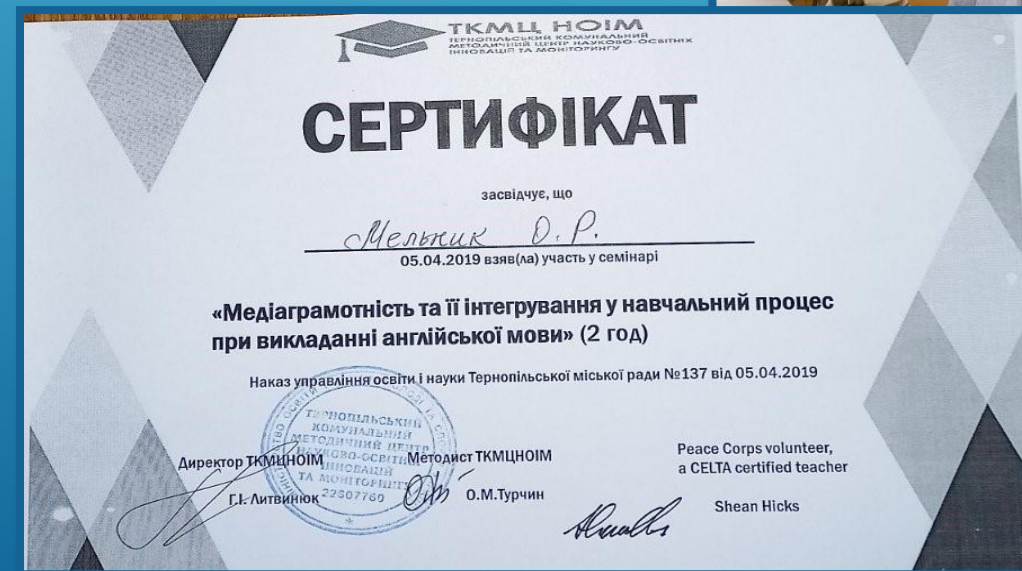 ТКМЦ НОІМ
ТЕРНОПІЛЬСЬКИЙ КОМУНАЛЬНИЙ
МЕТОДИЧНИЙ ЦЕНТР НАУКОВО-ОСВІТНІХ
ІННОВАЦІЙ ТА МОНІТОРИНГУ
СЕРТИФІКАТ
засвідчує, що
Мельник О. Р.
05.04.2019 взяв(ла) участь у семінарі
«Медіаграмотність та її інтегрування у навчальний процес
при викладанні англійської мови» (2 год)
Наказ управління освіти і науки Тернопільської міської ради №137 від 05.04.2019
ТЕРНОПІЛЬСЬКИЙ
КОМУНАЛЬНИЙ
МЕТОДИЧНИЙ ЦЕНТР
НАУКОВО-ОСВІТНІХ
ІННОВАЦІЙ
ТА МОНІТОРИНГУ
22607760
Директор ТКМЦНОІМ
Г.І. Литвинюк
Методист ТКМЦНОІМ
О.М.Турчин
Peace Corps volunteer,
a CELTA certified teacher
Shean Hicks